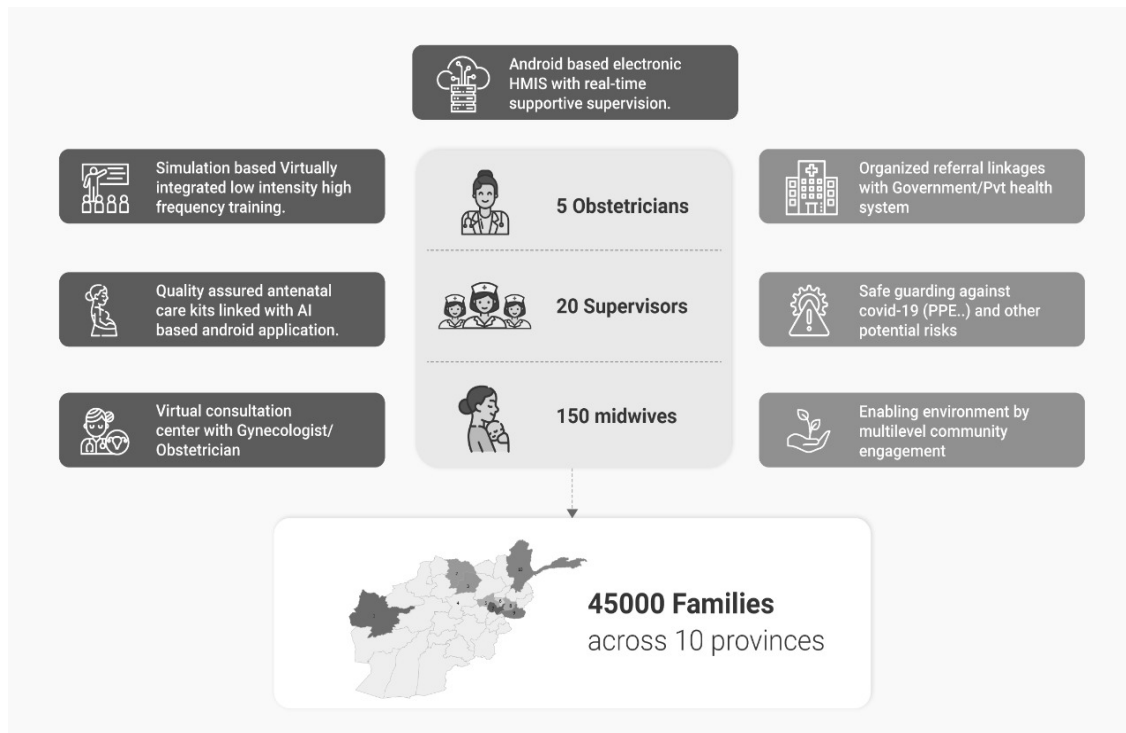 Android based electronic
HMIS with real-time
supportive supervision.
Simulation based Virtually
integrated low intensity high
frequency training.
Quality assured antenatal
care kits linked with AI
based android application.
Virtual consultation
center with Gynecologist/
Obstetrician
5 Obstetricians
20 Supervisors
150 midwives
Organized referral linkages
with Government/Pvt health
system
Safe guarding against
covid-19 (PPE..) and other
potential risks
Enabling environment by
multilevel community
engagement
45000 Families
across 10 provinces